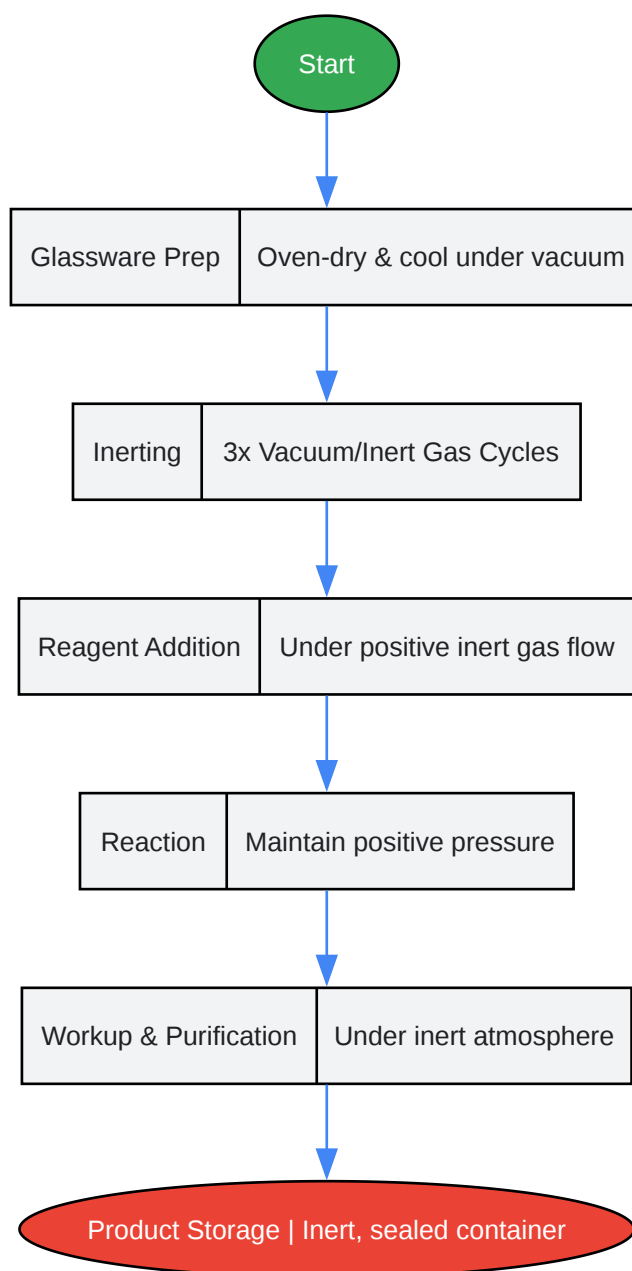 Start
Glassware Prep
Oven-dry & cool under vacuum
Inerting
3x Vacuum/Inert Gas Cycles
Reagent Addition
Under positive inert gas flow
Reaction
Maintain positive pressure
Workup & Purification
Under inert atmosphere
Product Storage | Inert, sealed container